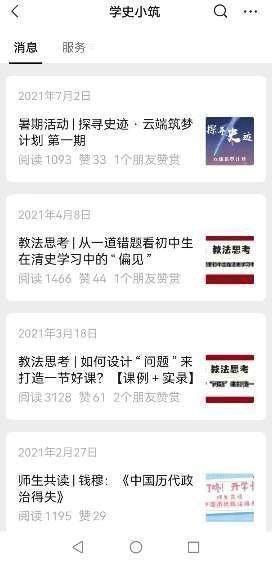 学史小筑
消息
服务
2021年7月2日
暑期活动 | 探寻史迹 · 云端筑梦
计划 第一期
阅读 1093 赞 33 1个朋友赞赏
探寻史迹
2021年4月8日
教法思考 | 从一道错题看初中生
在清史学习中的“偏见”
阅读 1466 赞 44 1个朋友赞赏
教法思考
2021年3月18日
教法思考 | 如何设计“问题”来
打造一节好课？【课例 + 实录】
阅读 3128 赞 61 2个朋友赞赏
教法思考
2021年2月27日
师生共读 | 钱穆：《中国历代政
治得失》
阅读 1195 赞 29